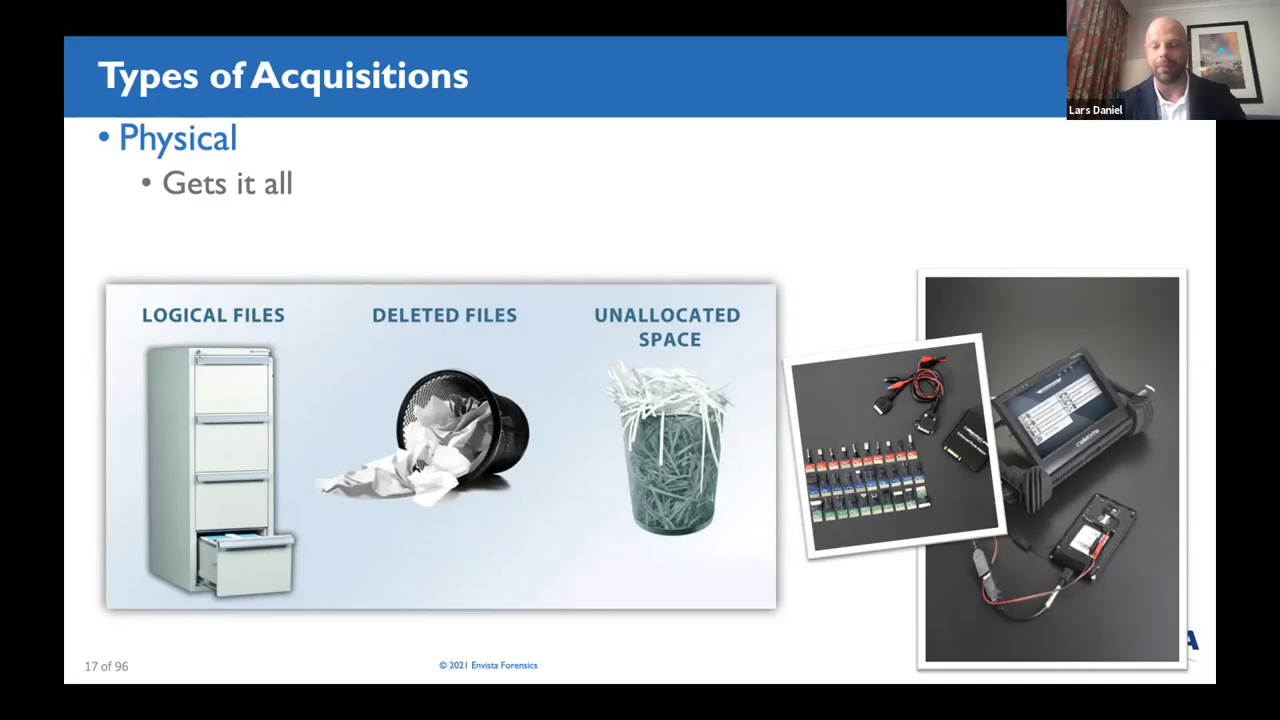 Types of Acquisitions
Lars Daniel
• Physical
• Gets it all
LOGICAL FILES
DELETED FILES
UNALLOCATED
SPACE
Cellebrite
17 of 96
© 2021 Envista Forensics
A